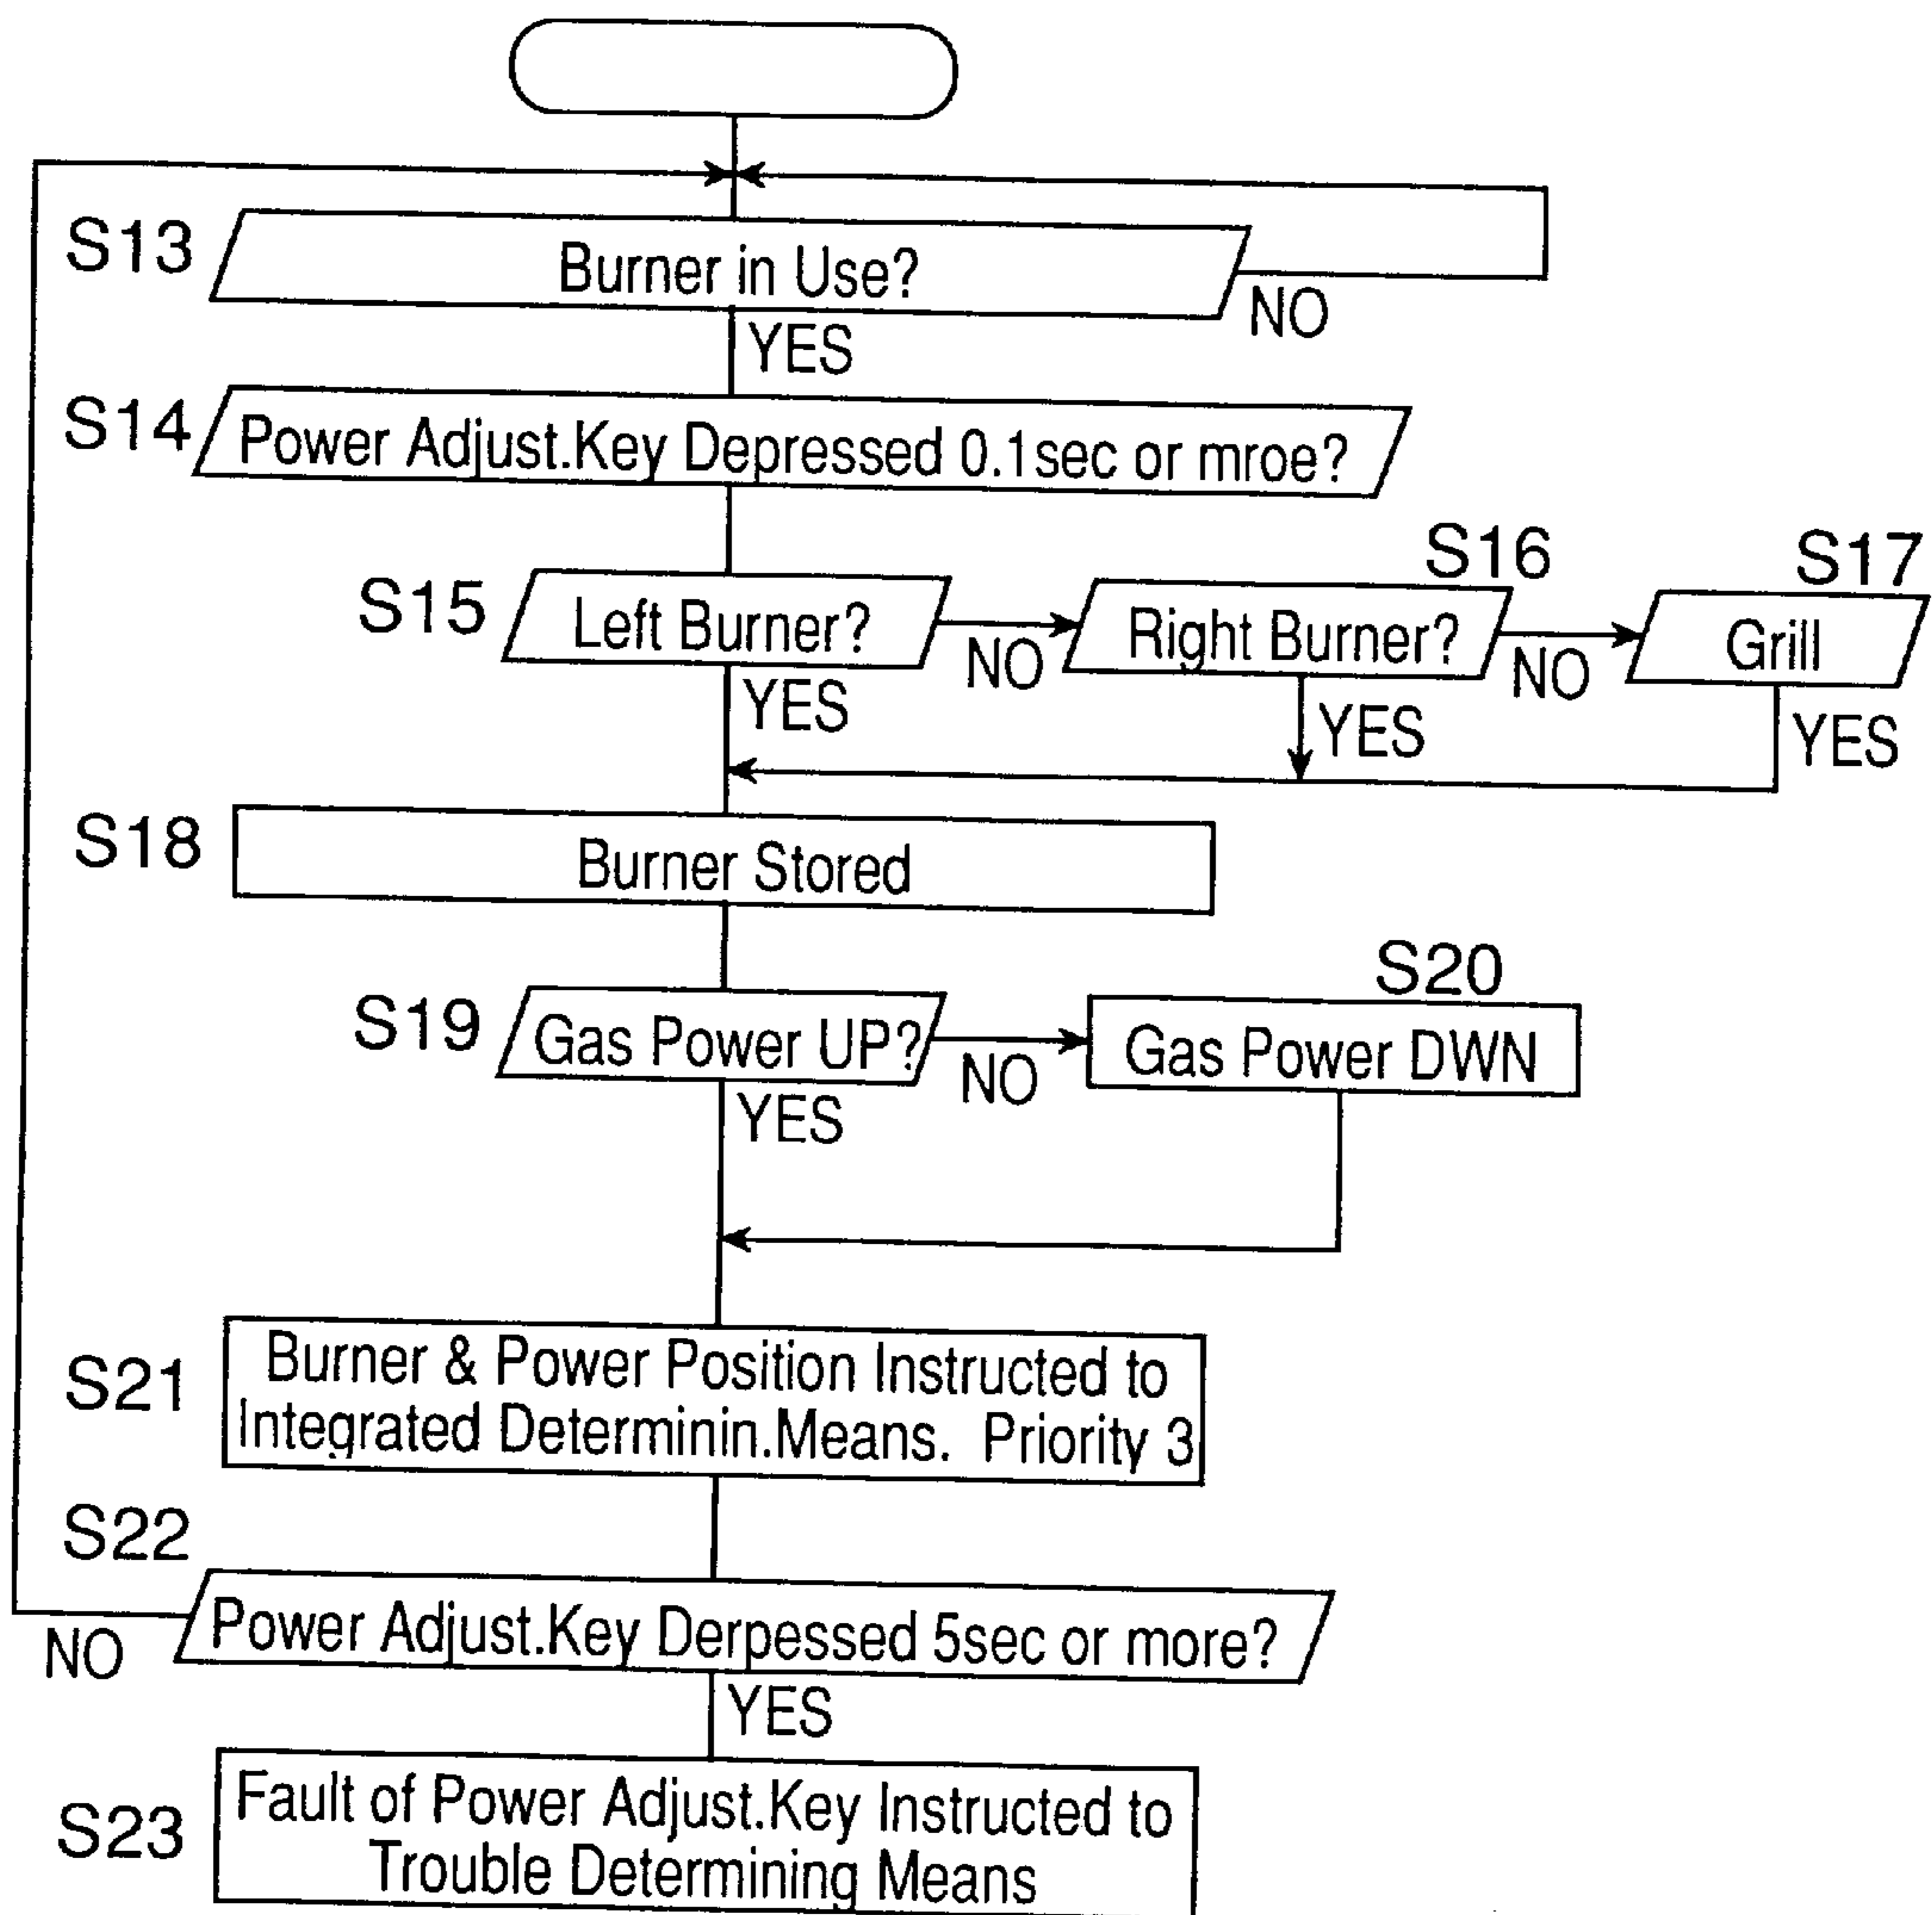 S13
Burner in Use?
NO
YES
S14
Power Adjust.Key Depressed 0.1sec or mroe?
S15
Left Burner?
NO
YES
S16
Right Burner?
NO
YES
S17
Grill
YES
S18
Burner Stored
S19
Gas Power UP?
NO
YES
S20
Gas Power DWN
S21
Burner & Power Position Instructed to
Integrated Determinin.Means. Priority 3
S22
Power Adjust.Key Derpessed 5sec or more?
NO
YES
S23
Fault of Power Adjust.Key Instructed to
Trouble Determining Means